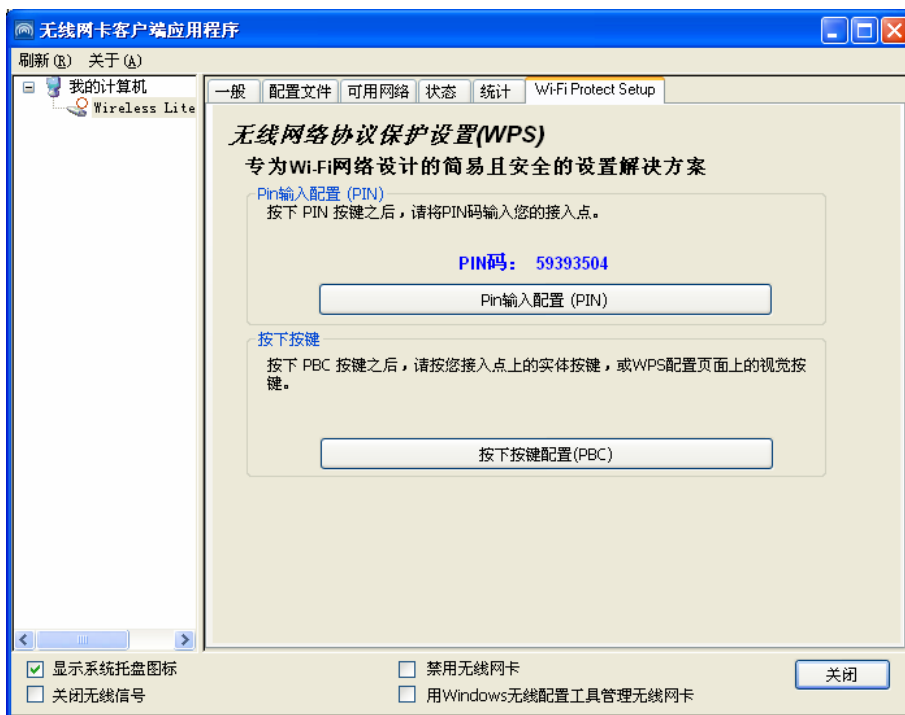 无线网卡客户端应用程序
刷新(R) 关于(A)
我的计算机
Wireless Lite
一般 配置文件 可用网络 状态 统计 Wi-Fi Protect Setup
无线网络协议保护设置(WPS)
专为Wi-Fi网络设计的简易且安全的设置解决方案
Pin输入配置 (PIN)
按下 PIN 按键之后，请将PIN码输入您的接入点。
PIN码： 59393504
Pin输入配置 (PIN)
按下按键
按下 PBC 按键之后，请按您接入点上的实体按键，或WPS配置页面上的视觉按
键。
按下按键配置(PBC)
显示系统托盘图标 禁用无线网卡 关闭
关闭无线信号 用Windows无线配置工具管理无线网卡